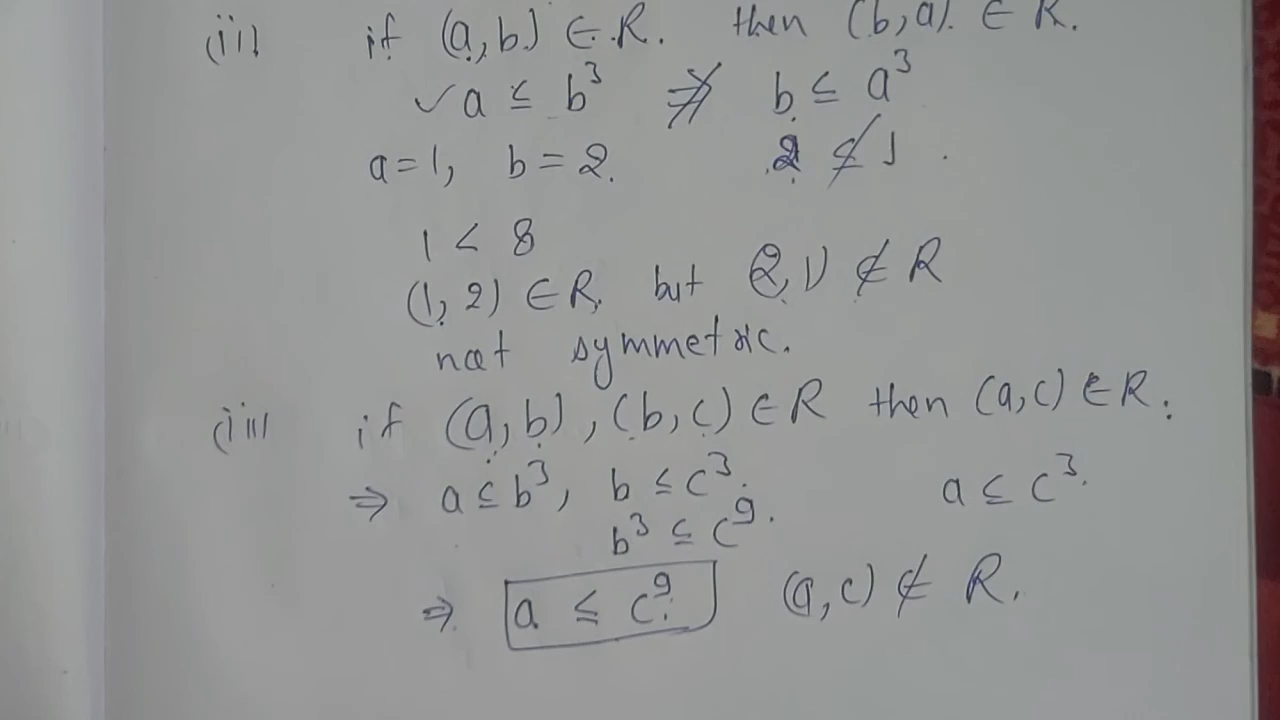 (ii) if (a,b) ∈ R. then (b,a) ∈ R.
✓a ≤ b³ ⇏ b ≤ a³
a=1, b=2. 2 ≰ 1.
1 < 8
(1,2) ∈ R, but (2,1) ∉ R
not symmetric.
(iii) if (a,b), (b,c) ∈ R then (a,c) ∈ R.
⇒ a ≤ b³, b ≤ c³. a ≤ c³.
b³ ≤ c⁹.
⇒ a ≤ c⁹. (a,c) ∉ R.